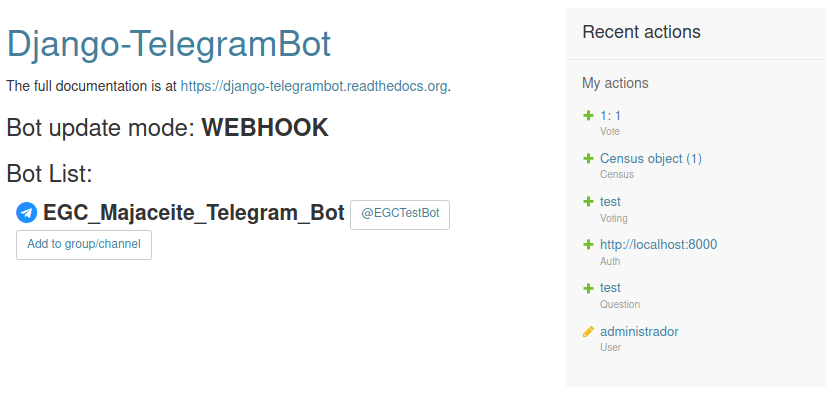 Django-TelegramBot
The full documentation is at https://django-telegrambot.readthedocs.org.
Bot update mode: WEBHOOK
Bot List:
EGC_Majaceite_Telegram_Bot @EGCTestBot
Add to group/channel
Recent actions
My actions
1: 1
Vote
Census object (1)
Census
test
Voting
http://localhost:8000
Auth
test
Question
administrador
User